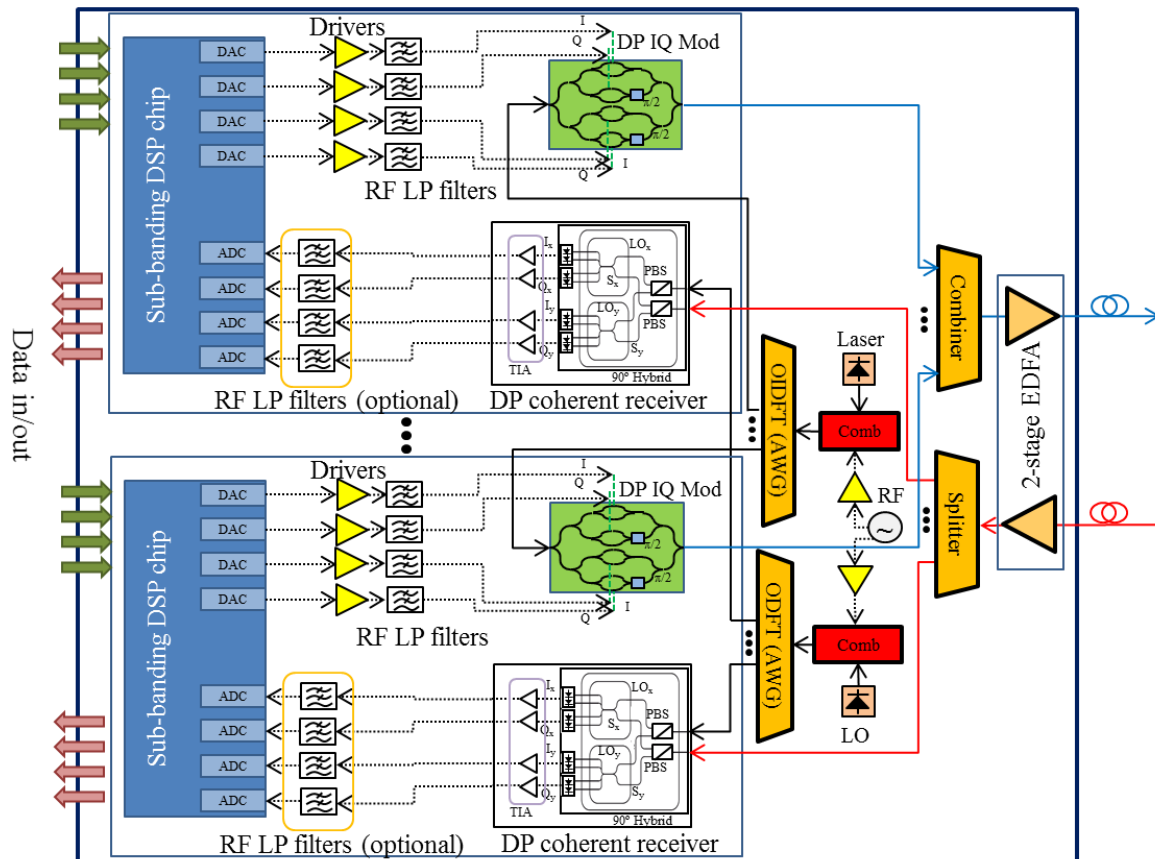 Data in/out
Sub-banding DSP chip
DAC
DAC
DAC
DAC
ADC
ADC
ADC
ADC
Drivers
RF LP filters
I
Q
DP IQ Mod
π/2
π/2
I
Q
RF LP filters (optional)
Ix
Qx
Iy
Qy
TIA
LOx
Sx
LOy
Sy
PBS
PBS
90° Hybrid
DP coherent receiver
Sub-banding DSP chip
DAC
DAC
DAC
DAC
ADC
ADC
ADC
ADC
Drivers
RF LP filters
I
Q
DP IQ Mod
π/2
π/2
I
Q
RF LP filters (optional)
Ix
Qx
Iy
Qy
TIA
LOx
Sx
LOy
Sy
PBS
PBS
90° Hybrid
DP coherent receiver
OIDFT (AWG)
ODFT (AWG)
Laser
Comb
RF
~
Comb
LO
Combiner
Splitter
2-stage EDFA